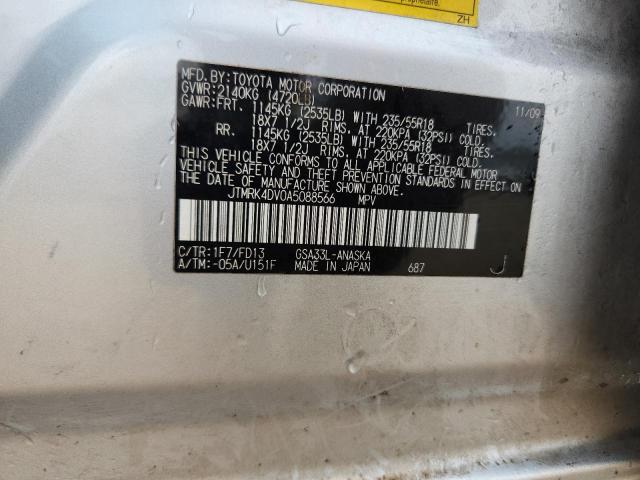 proprietaire.
ZH
MFD. BY: TOYOTA MOTOR CORPORATION 11/09
GVWR: 2140KG (4720LB)
GAWR: FRT. 1145KG (2535LB) WITH 235/55R18 TIRES.
18X7 1/2J RIMS, AT 220KPA (32PSI) COLD.
RR. 1145KG (2535LB) WITH 235/55R18 TIRES.
18X7 1/2J RIMS, AT 220KPA (32PSI) COLD.
THIS VEHICLE CONFORMS TO ALL APPLICABLE FEDERAL MOTOR
VEHICLE SAFETY AND THEFT PREVENTION STANDARDS IN EFFECT ON
THE DATE OF MANUFACTURE SHOWN ABOVE.
JTMRK4DV0A5088566 MPV
C/TR: 1F7/FD13 GSA33L-ANASKA
A/TM: -05A/U151F MADE IN JAPAN 687 J